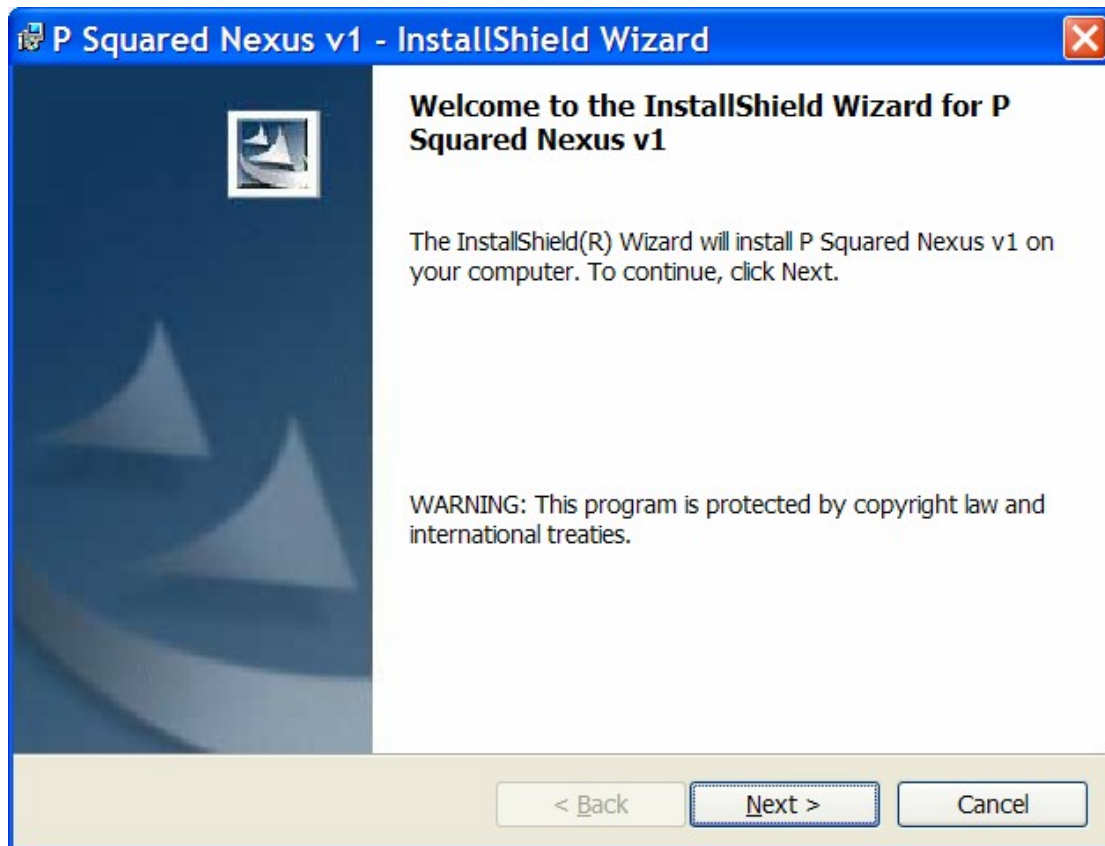 P Squared Nexus v1 - InstallShield Wizard
Welcome to the InstallShield Wizard for P
Squared Nexus v1
The InstallShield(R) Wizard will install P Squared Nexus v1 on
your computer. To continue, click Next.
WARNING: This program is protected by copyright law and
international treaties.
< Back Next > Cancel